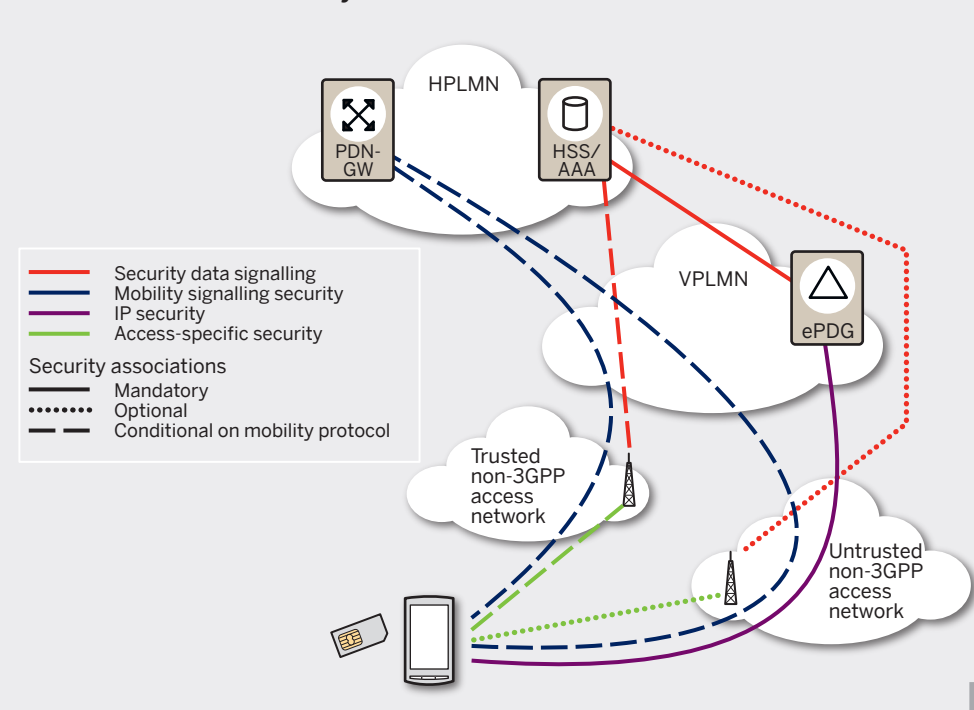 HPLMN
PDN-
GW
HSS/
AAA
VPLMN
ePDG
Security data signalling
Mobility signalling security
IP security
Access-specific security
Security associations
Mandatory
Optional
Conditional on mobility protocol
Trusted
non-3GPP
access
network
Untrusted
non-3GPP
access
network